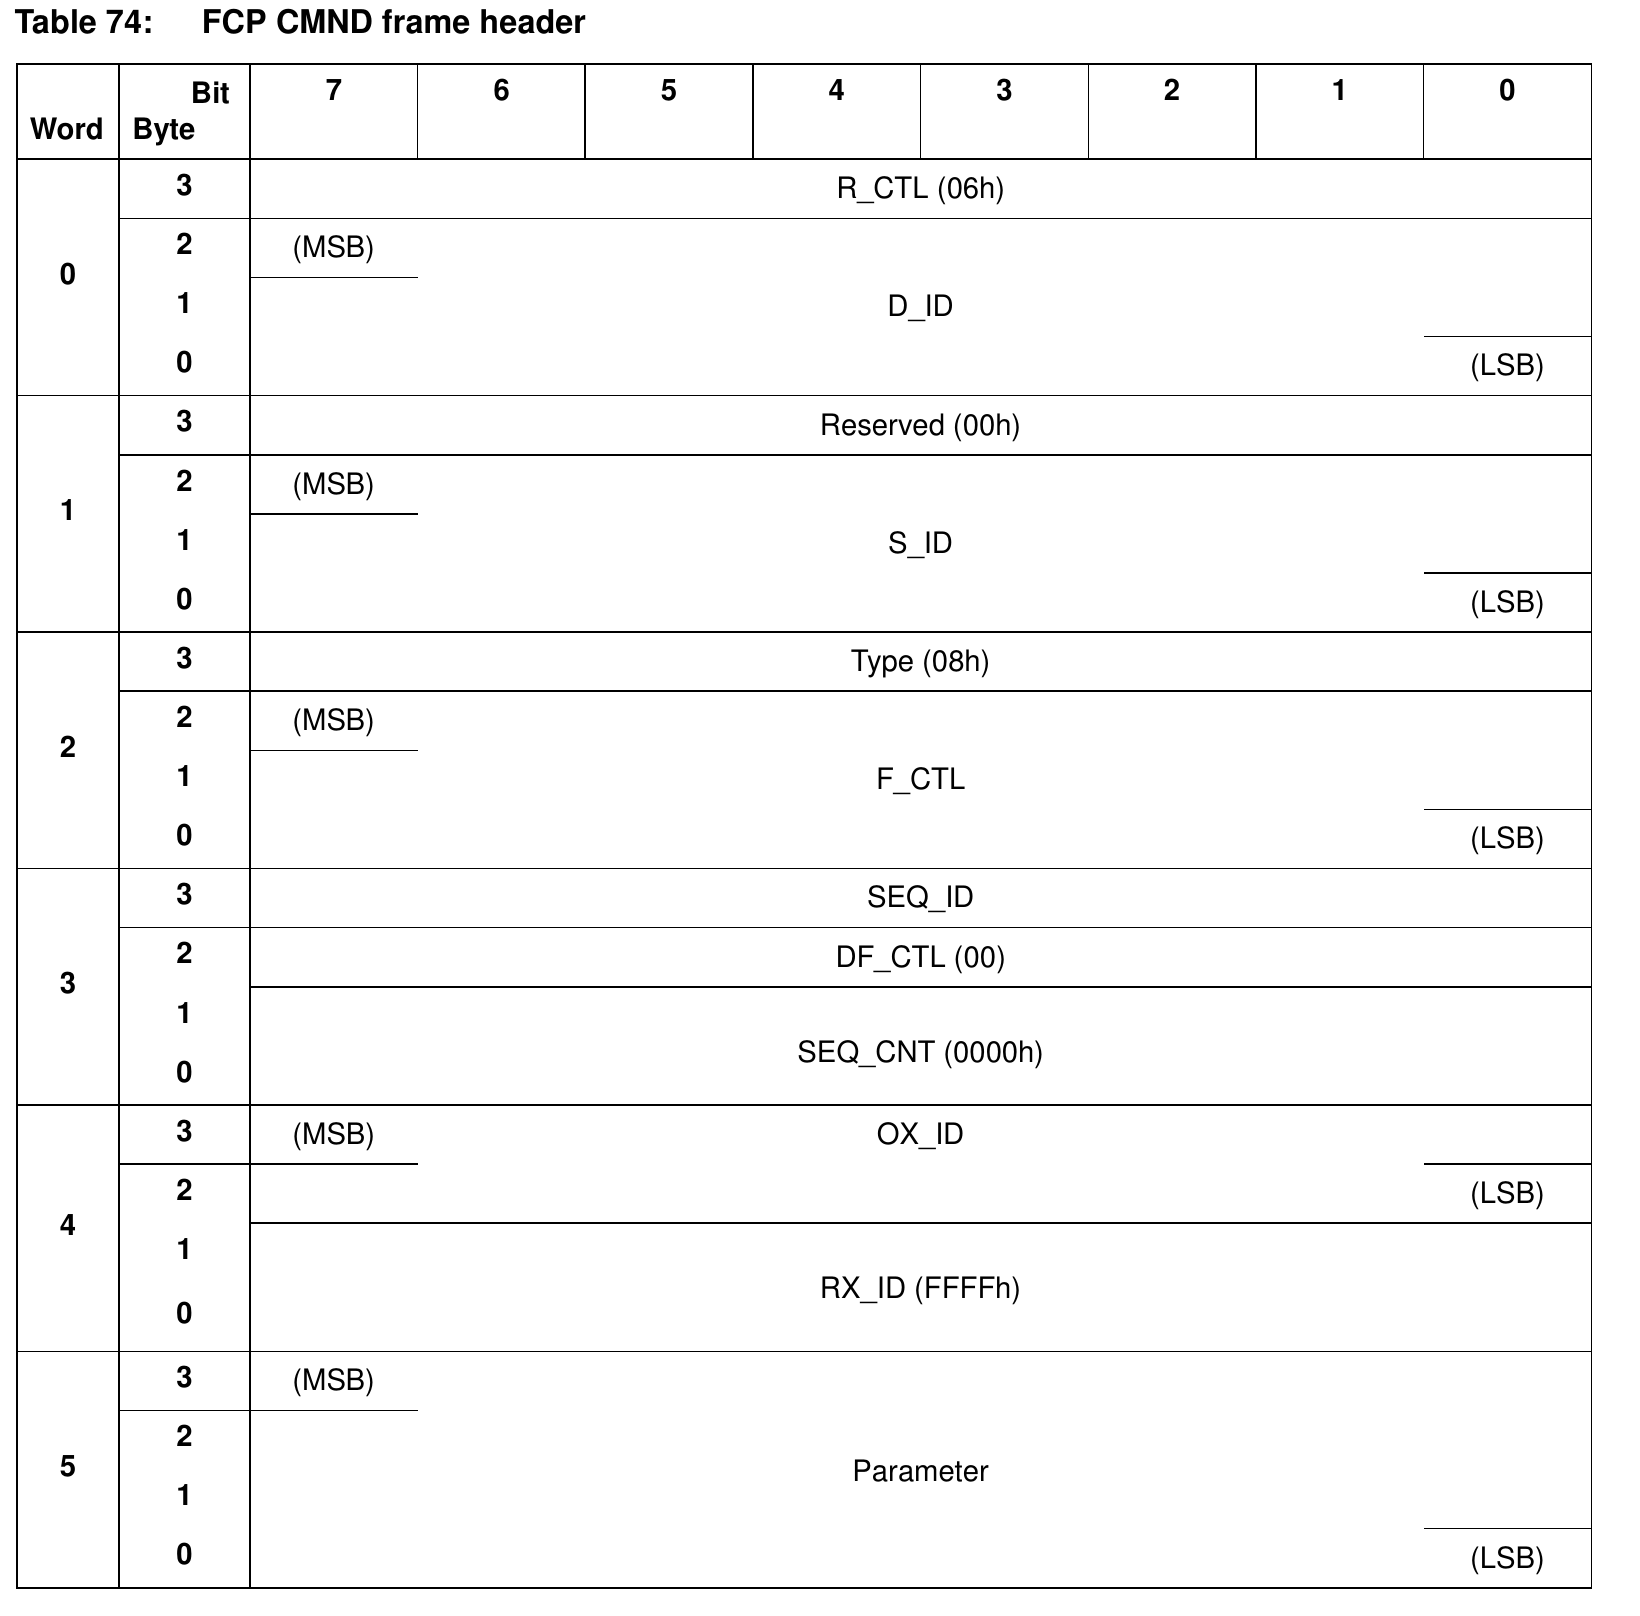 Table 74: FCP CMND frame header
Bit 7 6 5 4 3 2 1 0
Word Byte
3 R_CTL (06h)
2 (MSB)
0
1 D_ID
0 (LSB)
3 Reserved (00h)
2 (MSB)
1
1 S_ID
0 (LSB)
3 Type (08h)
2 (MSB)
2
1 F_CTL
0 (LSB)
3 SEQ_ID
2 DF_CTL (00)
3
1
SEQ_CNT (0000h)
0
3 (MSB) OX_ID
2 (LSB)
4
1
RX_ID (FFFFh)
0
3 (MSB)
2
5 Parameter
1
0 (LSB)